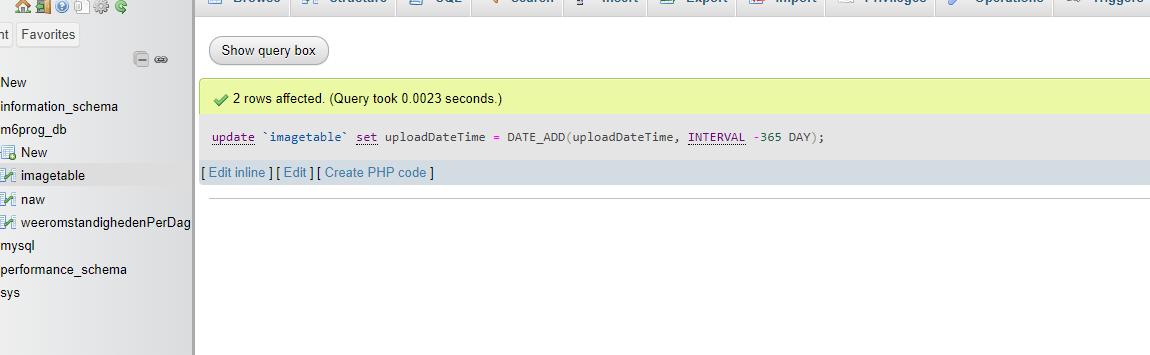 Browse Structure SQL Search Insert Export Import Privileges Operations Triggers
nt Favorites
Show query box
New
information_schema
m6prog_db
New
imagetable
naw
weeromstandighedenPerDag
mysql
performance_schema
sys
2 rows affected. (Query took 0.0023 seconds.)
update `imagetable` set uploadDateTime = DATE_ADD(uploadDateTime, INTERVAL -365 DAY);
[ Edit inline ] [ Edit ] [ Create PHP code ]